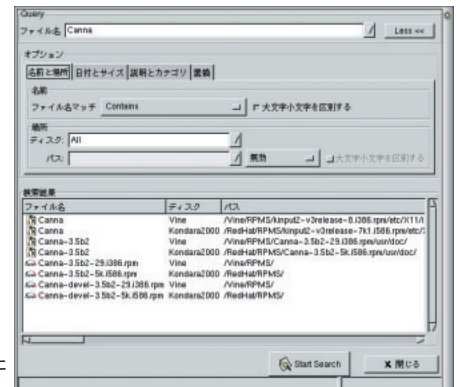 Query
ファイル名 Canna Less <<
オプション
名前と場所 日付とサイズ 説明とカテゴリ 置換
名前
ファイル名マッチ Contains 大文字小文字を区別する
場所
ディスク: All
パス: 無効 大文字小文字を区別する
検索結果
ファイル名 ディスク パス
Canna Vine /Vine/RPMS/kinput2-v3release-8.i386.rpm/etc/X11/l
Canna Kondara2000 /RedHat/RPMS/kinput2-v3release-7k1.i586.rpm/etc/
Canna-3.5b2 Vine /Vine/RPMS/Canna-3.5b2-29.i386.rpm/usr/doc/
Canna-3.5b2 Kondara2000 /RedHat/RPMS/Canna-3.5b2-5k.i586.rpm/usr/doc/
Canna-3.5b2-29.i386.rpm Vine /Vine/RPMS/
Canna-3.5b2-5k.i586.rpm Kondara2000 /RedHat/RPMS/
Canna-devel-3.5b2-29.i386.rpm Vine /Vine/RPMS/
Canna-devel-3.5b2-5k.i586.rpm Kondara2000 /RedHat/RPMS/
Start Search 閉じる